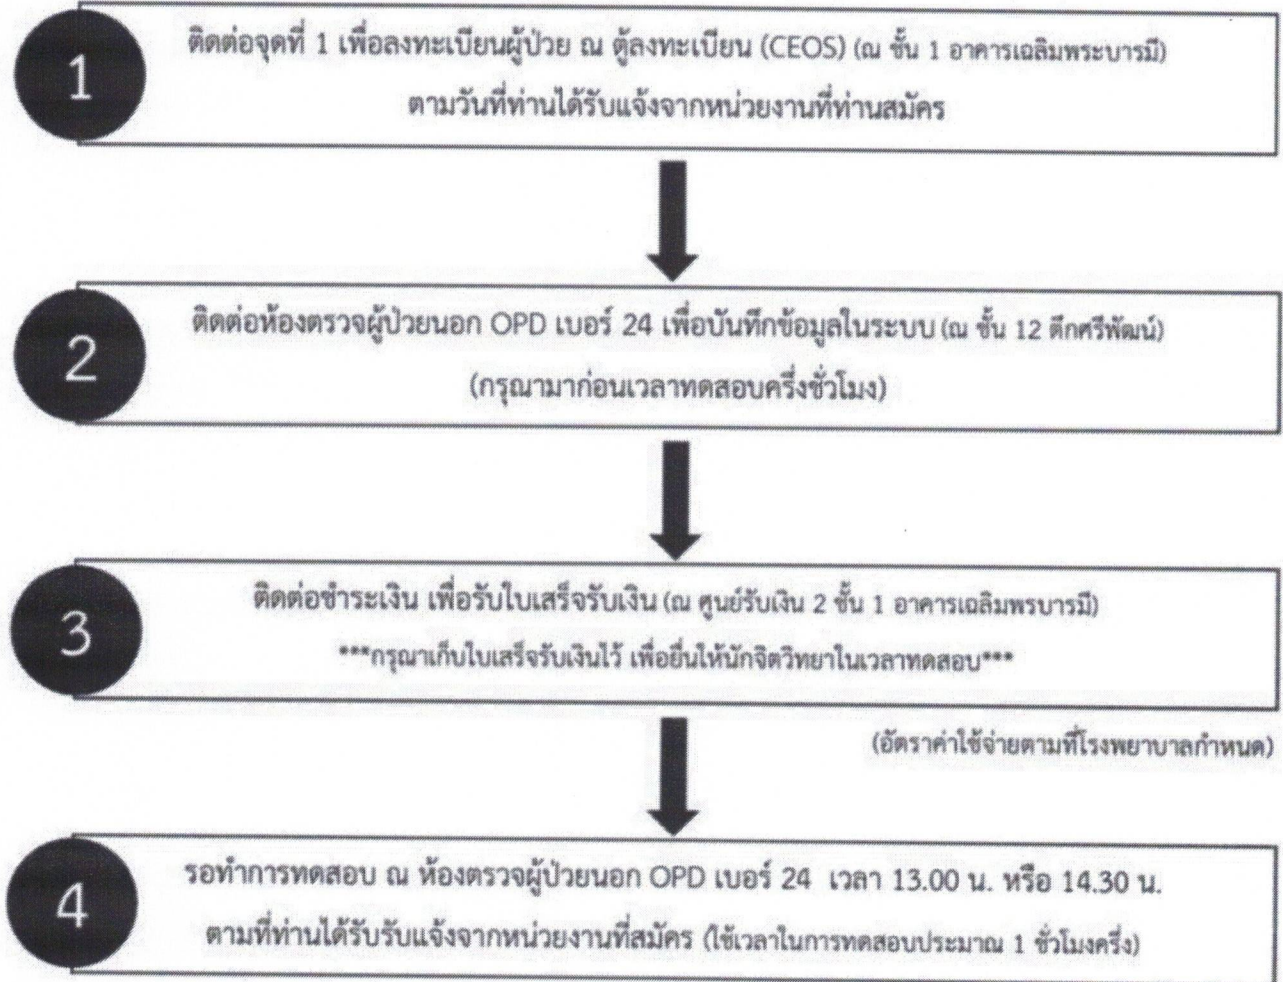 1
ติดต่อจุดที่ 1 เพื่อลงทะเบียนผู้ป่วย ณ ตู้ลงทะเบียน (CEOS) (ณ ชั้น 1 อาคารเฉลิมพระบารมี)
ตามวันที่ท่านได้รับแจ้งจากหน่วยงานที่ท่านสมัคร
2
ติดต่อห้องตรวจผู้ป่วยนอก OPD เบอร์ 24 เพื่อบันทึกข้อมูลในระบบ (ณ ชั้น 12 ตึกศรีพัฒน์)
(กรุณามาก่อนเวลาทดสอบครึ่งชั่วโมง)
3
ติดต่อชำระเงิน เพื่อรับใบเสร็จรับเงิน (ณ ศูนย์รับเงิน 2 ชั้น 1 อาคารเฉลิมพรบารมี)
***กรุณาเก็บใบเสร็จรับเงินไว้ เพื่อยื่นให้นักจิตวิทยาในเวลาทดสอบ***
(อัตราค่าใช้จ่ายตามที่โรงพยาบาลกำหนด)
4
รอทำการทดสอบ ณ ห้องตรวจผู้ป่วยนอก OPD เบอร์ 24 เวลา 13.00 น. หรือ 14.30 น.
ตามที่ท่านได้รับรับแจ้งจากหน่วยงานที่สมัคร (ใช้เวลาในการทดสอบประมาณ 1 ชั่วโมงครึ่ง)